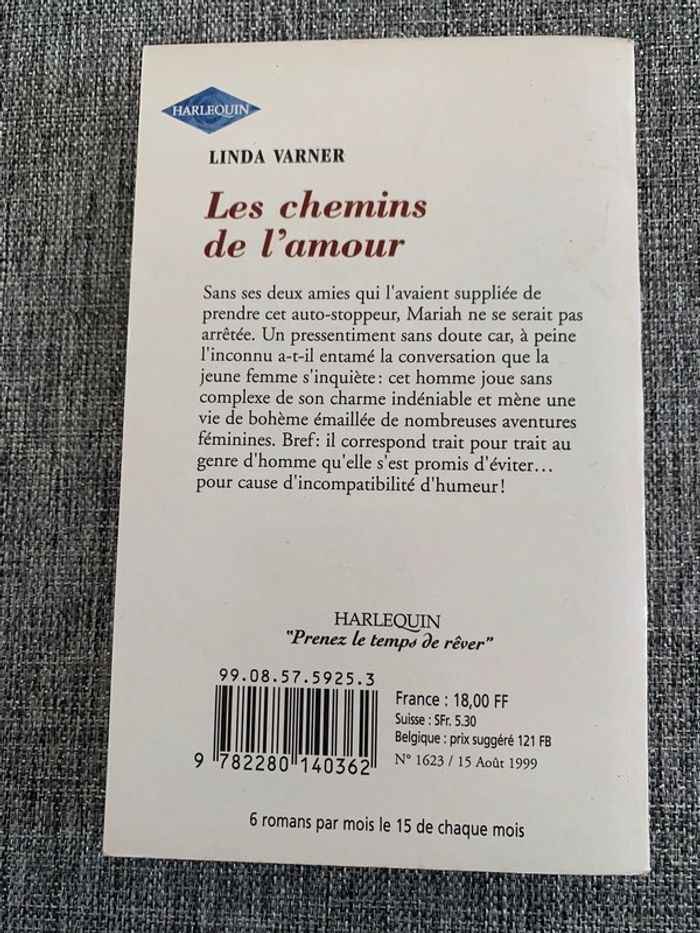 HARLEQUIN
LINDA VARNER
Les chemins
de l'amour
Sans ses deux amies qui l'avaient suppliée de
prendre cet auto-stoppeur, Mariah ne se serait pas
arrêtée. Un pressentiment sans doute car, à peine
l'inconnu a-t-il entamé la conversation que la
jeune femme s'inquiète : cet homme joue sans
complexe de son charme indéniable et mène une
vie de bohème émaillée de nombreuses aventures
féminines. Bref : il correspond trait pour trait au
genre d'homme qu'elle s'est promis d'éviter...
pour cause d'incompatibilité d'humeur !
HARLEQUIN
"Prenez le temps de rêver"
99.08.57.5925.3
9 782280 140362
France : 18,00 FF
Suisse : SFr. 5.30
Belgique : prix suggéré 121 FB
N° 1623 / 15 Août 1999
6 romans par mois le 15 de chaque mois